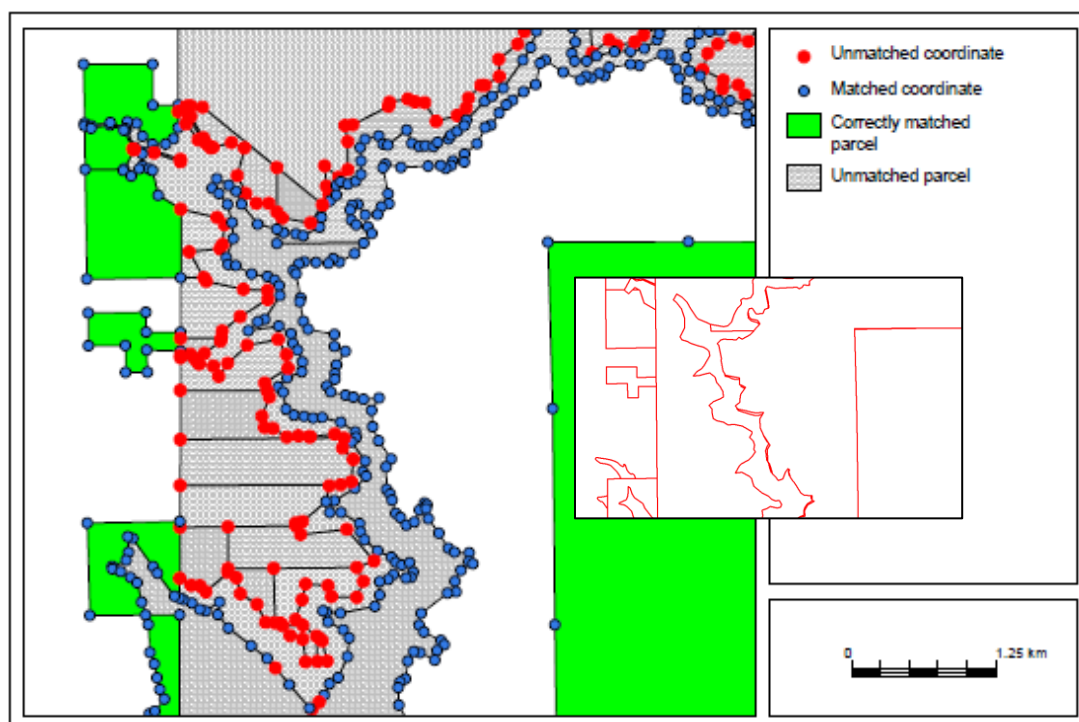 Unmatched coordinate
Matched coordinate
Correctly matched
parcel
Unmatched parcel
0 1.25 km